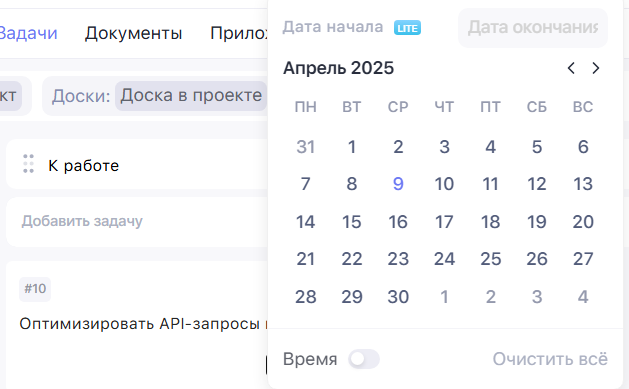 Задачи Документы
Дата начала LITE Дата окончания
Апрель 2025
Доски: Доска в проекте
ПН ВТ СР ЧТ ПТ СБ ВС
31 1 2 3 4 5 6
К работе
7 8 9 10 11 12 13
Добавить задачу
14 15 16 17 18 19 20
21 22 23 24 25 26 27
#10
28 29 30 1 2 3 4
Оптимизировать API-запросы
Время Очистить всё